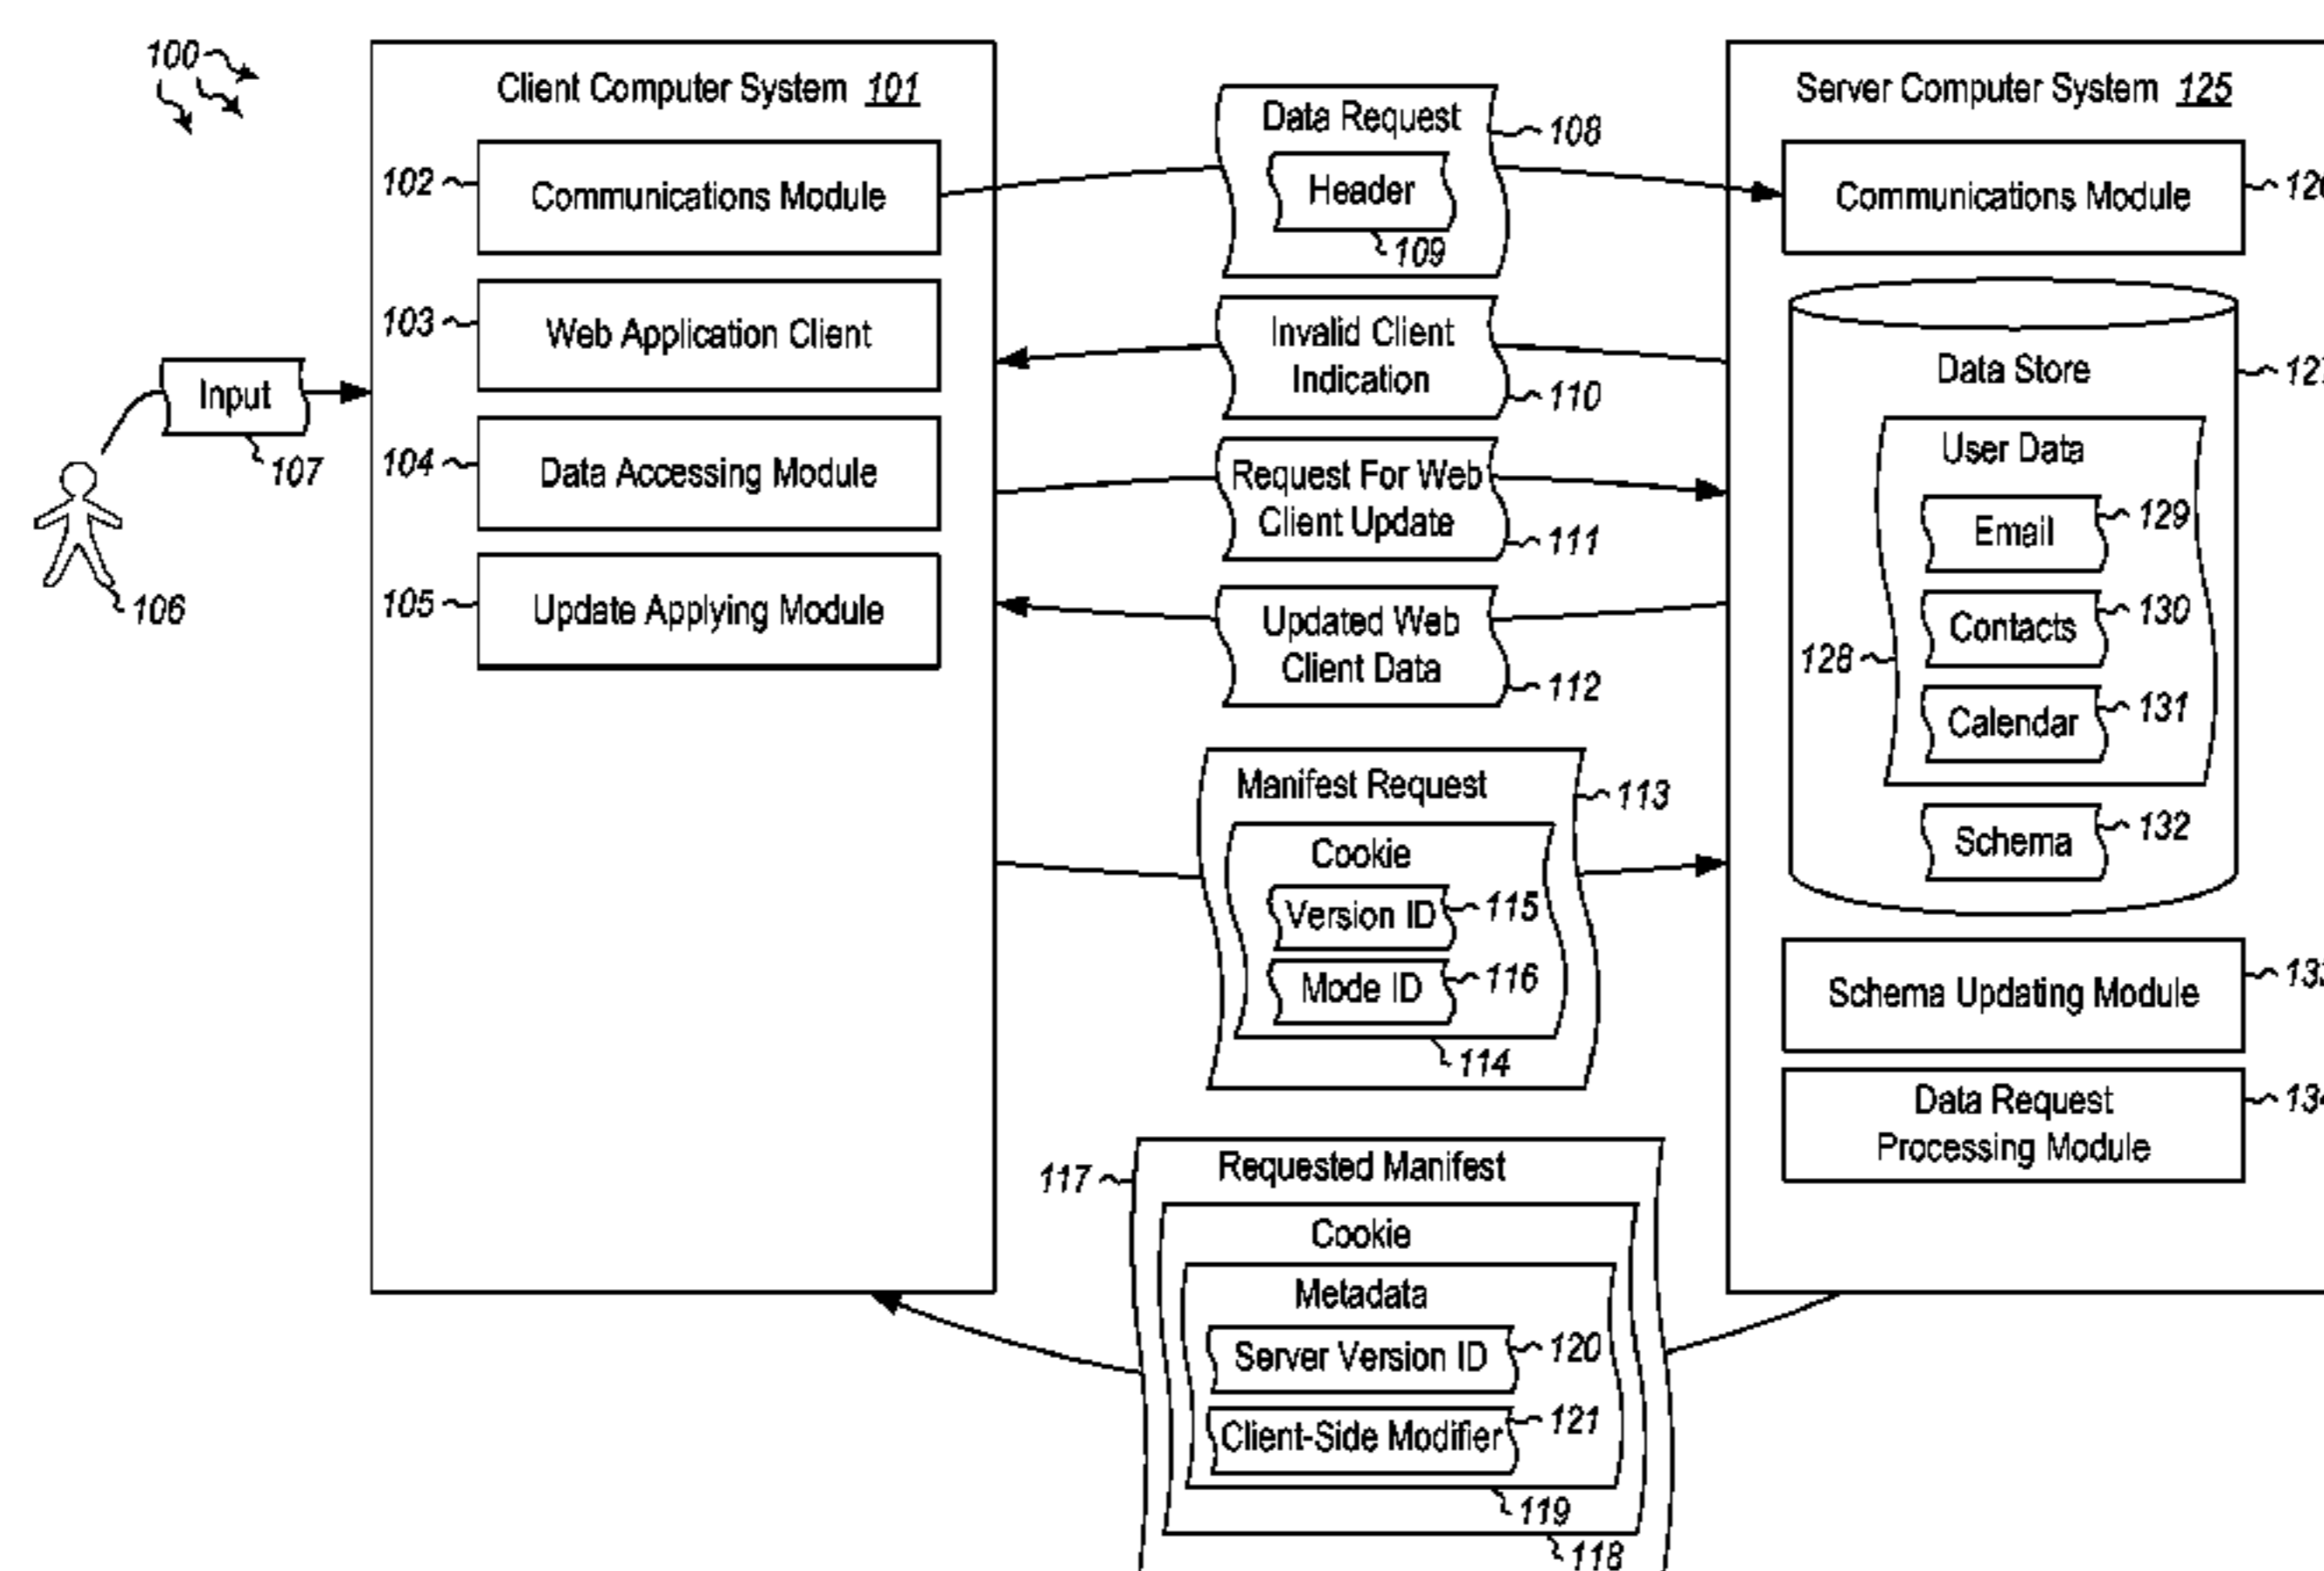 100
Client Computer System 101
102
Communications Module
103
Web Application Client
104
Data Accessing Module
105
Update Applying Module
Input
107
106
Data Request
108
Header
109
Invalid Client
Indication
110
Request For Web
Client Update
111
Updated Web
Client Data
112
Manifest Request
113
Cookie
Version ID
115
Mode ID
116
114
117
Requested Manifest
Cookie
Metadata
Server Version ID
120
Client-Side Modifier
121
119
118
Server Computer System 125
Communications Module
Data Store
User Data
Email
129
Contacts
130
128
Calendar
131
Schema
132
Schema Updating Module
Data Request
Processing Module